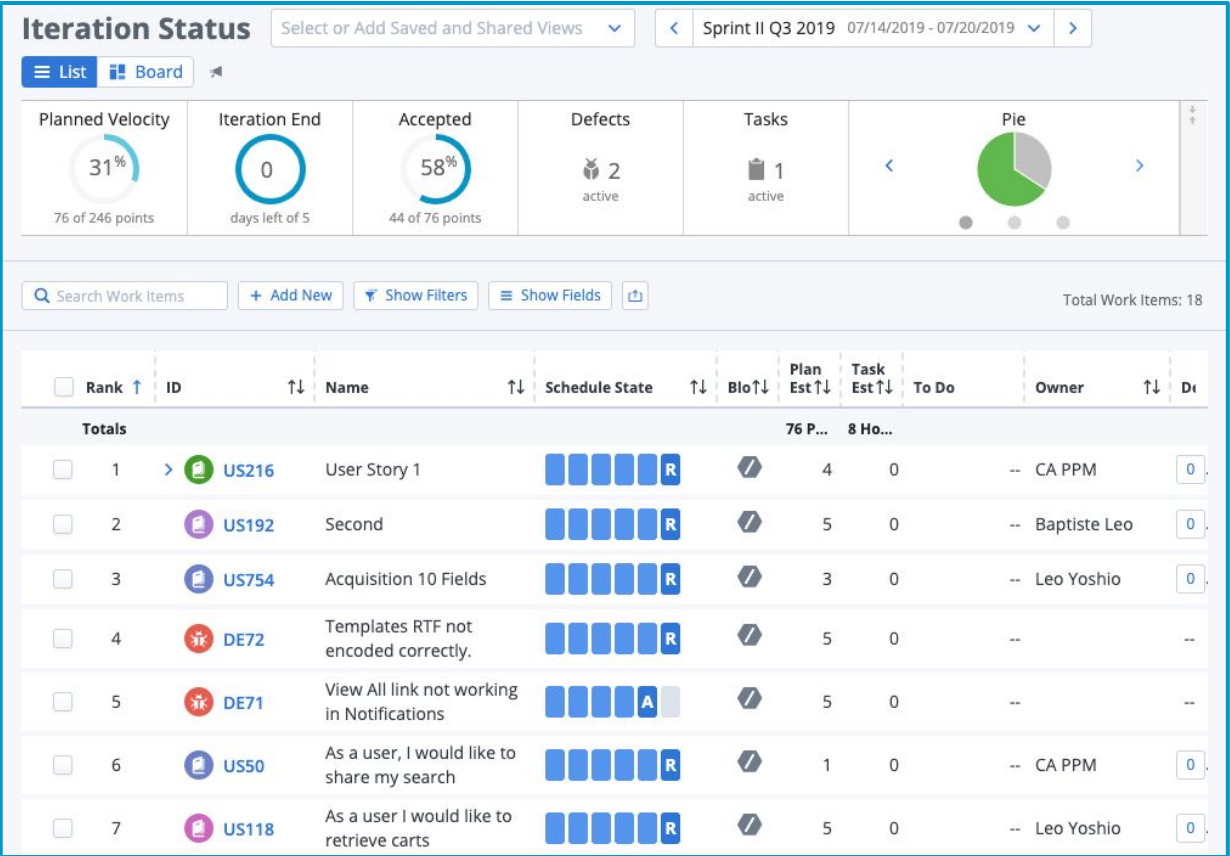 Iteration Status
Select or Add Saved and Shared Views
Sprint II Q3 2019 07/14/2019 - 07/20/2019
List
Board
Planned Velocity
31%
76 of 246 points
Iteration End
0
days left of 5
Accepted
58%
44 of 76 points
Defects
2
active
Tasks
1
active
Pie
Search Work Items
+ Add New
Show Filters
Show Fields
Total Work Items: 18
Rank ↑ ID Name Schedule State Blo Plan Est Task Est To Do Owner De
Totals 76 P... 8 Ho...
1 US216 User Story 1 R 4 0 -- CA PPM 0
2 US192 Second R 5 0 -- Baptiste Leo 0
3 US754 Acquisition 10 Fields R 3 0 -- Leo Yoshio 0
4 DE72 Templates RTF not encoded correctly. R 5 0 -- --
5 DE71 View All link not working in Notifications A 5 0 -- --
6 US50 As a user, I would like to share my search R 1 0 -- CA PPM 0
7 US118 As a user I would like to retrieve carts R 5 0 -- Leo Yoshio 0